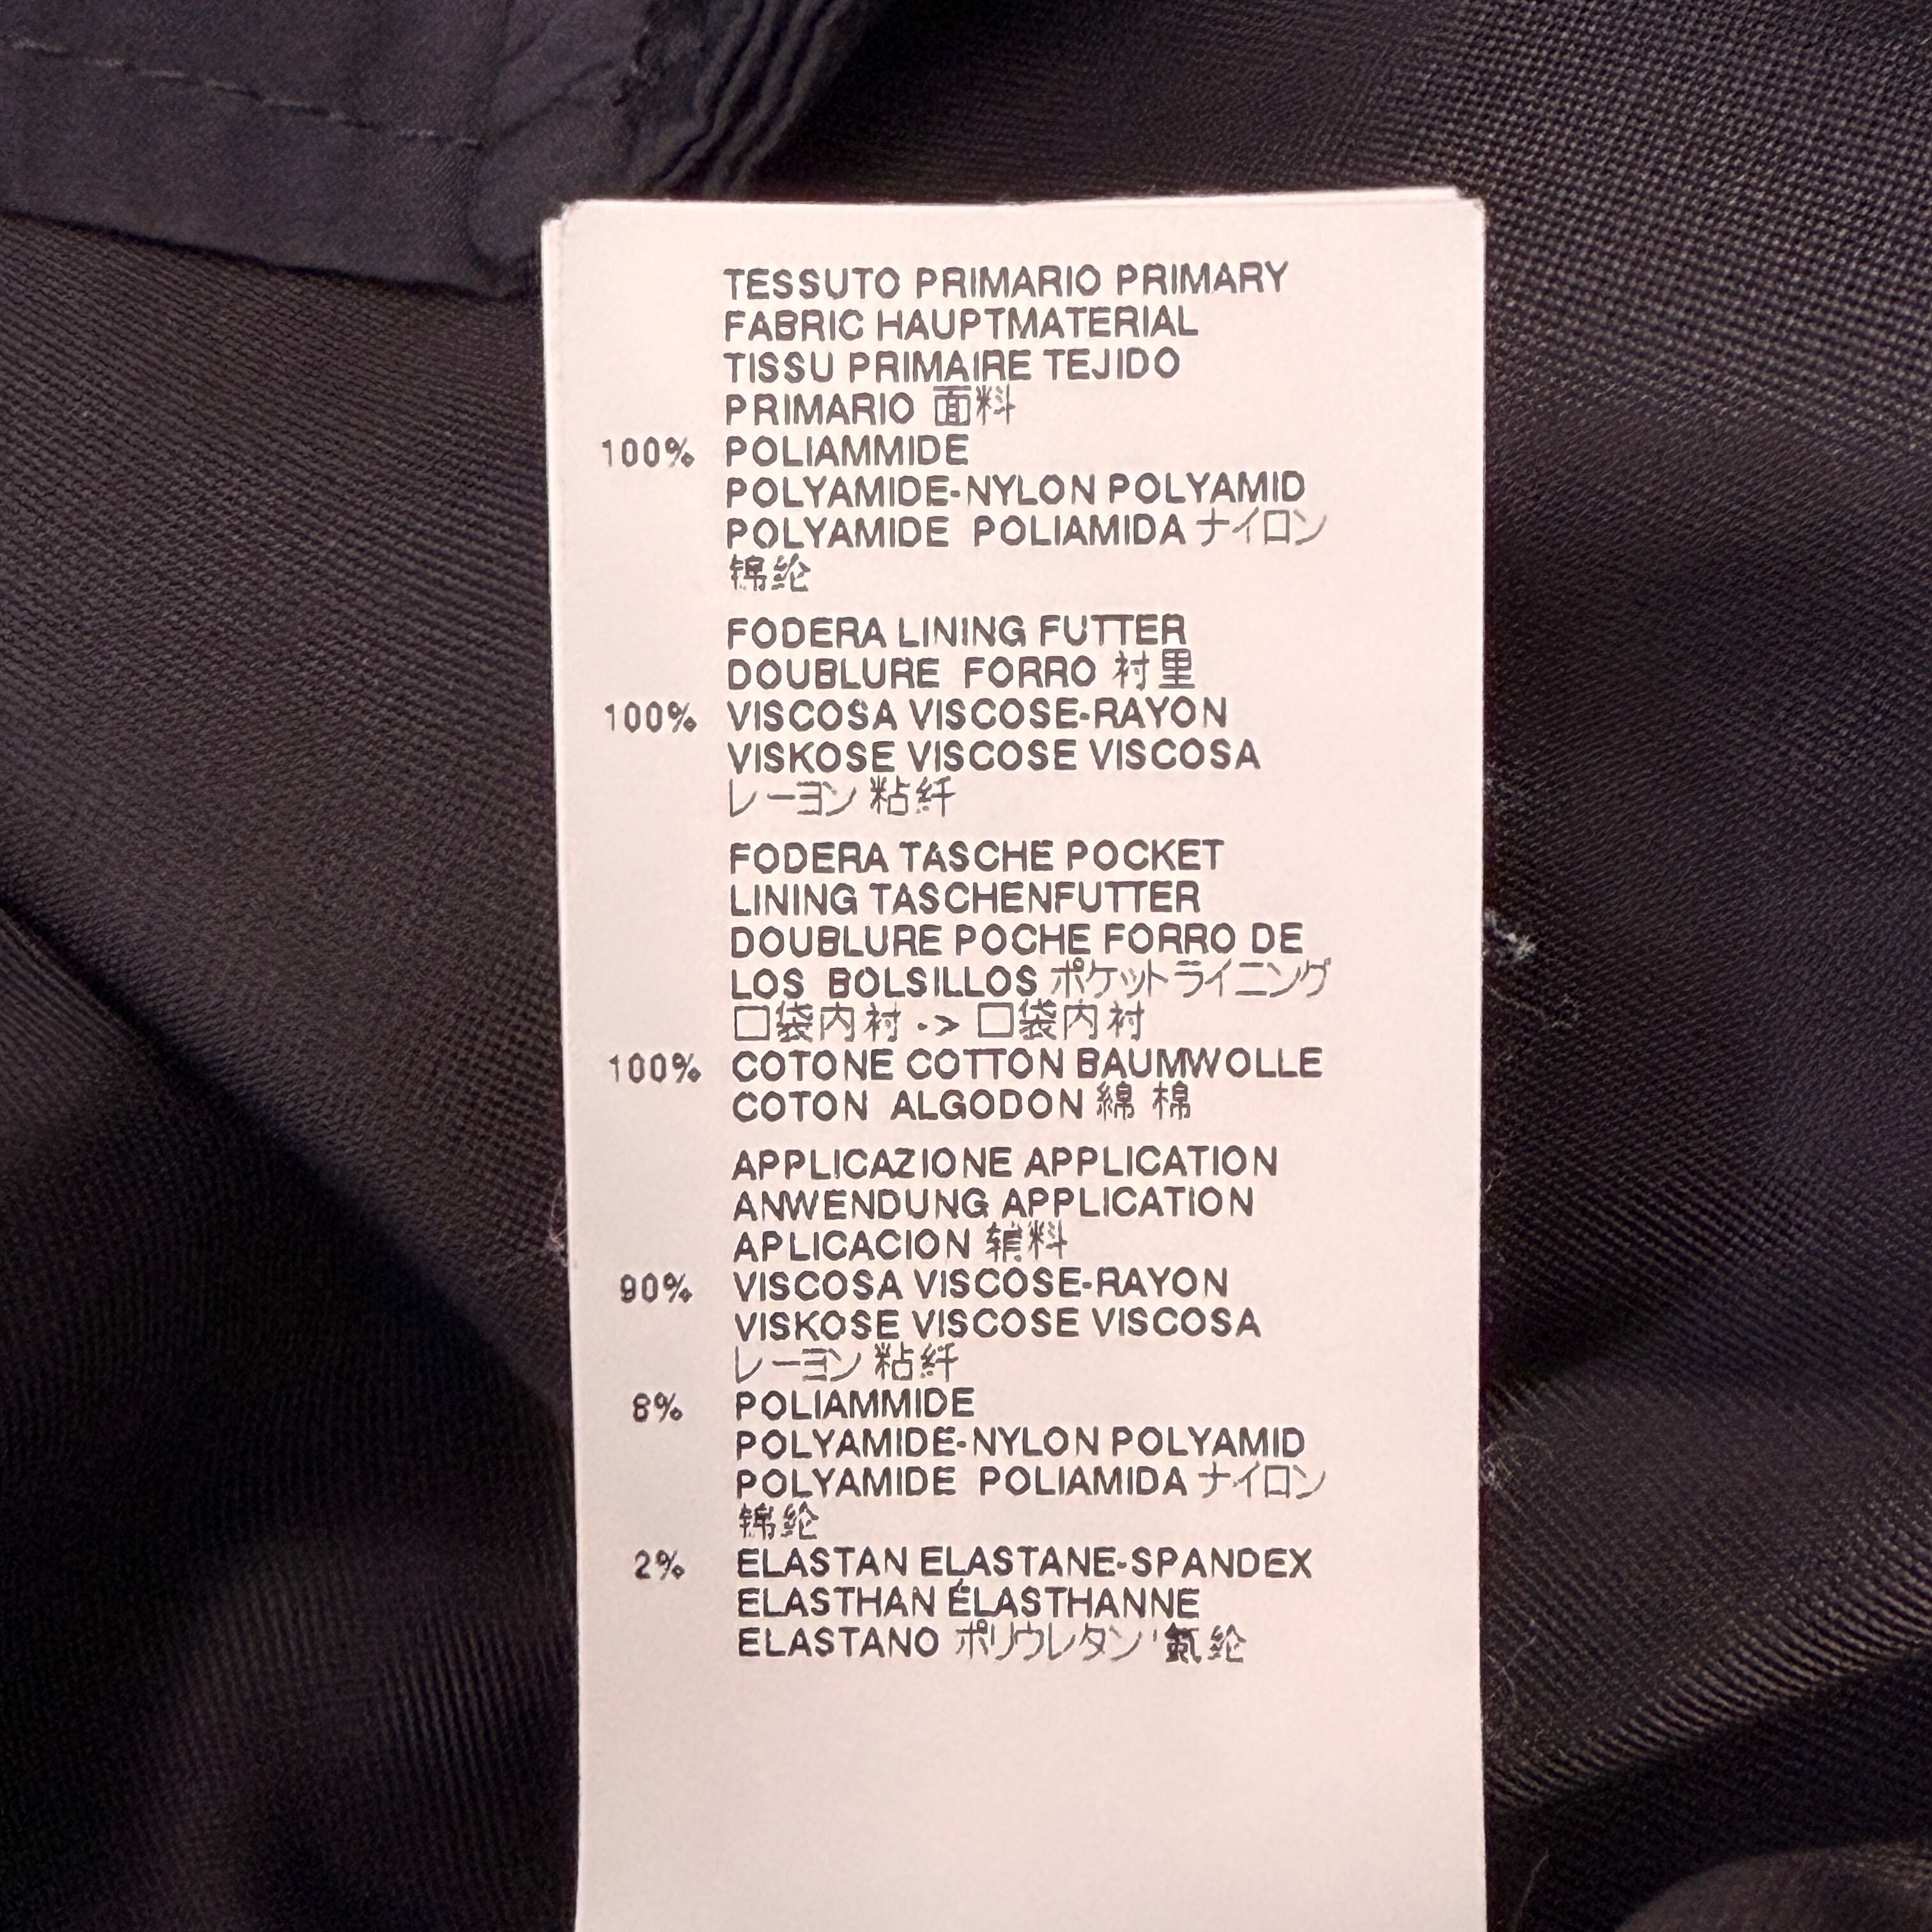 TESSUTO PRIMARIO PRIMARY
FABRIC HAUPTMATERIAL
TISSU PRIMAIRE TEJIDO
PRIMARIO 面料
100% POLIAMMIDE
POLYAMIDE-NYLON POLYAMID
POLYAMIDE POLIAMIDA ナイロン
锦纶
FODERA LINING FUTTER
DOUBLURE FORRO 衬里
100% VISCOSA VISCOSE-RAYON
VISKOSE VISCOSE VISCOSA
レーヨン 粘纤
FODERA TASCHE POCKET
LINING TASCHENFUTTER
DOUBLURE POCHE FORRO DE
LOS BOLSILLOS ポケットライニング
口袋内衬 -> 口袋内衬
100% COTONE COTTON BAUMWOLLE
COTON ALGODON 綿 棉
APPLICAZIONE APPLICATION
ANWENDUNG APPLICATION
APLICACION 辅料
90% VISCOSA VISCOSE-RAYON
VISKOSE VISCOSE VISCOSA
レーヨン 粘纤
8% POLIAMMIDE
POLYAMIDE-NYLON POLYAMID
POLYAMIDE POLIAMIDA ナイロン
锦纶
2% ELASTAN ELASTANE-SPANDEX
ELASTHAN ÉLASTHANNE
ELASTANO ポリウレタン '氨纶